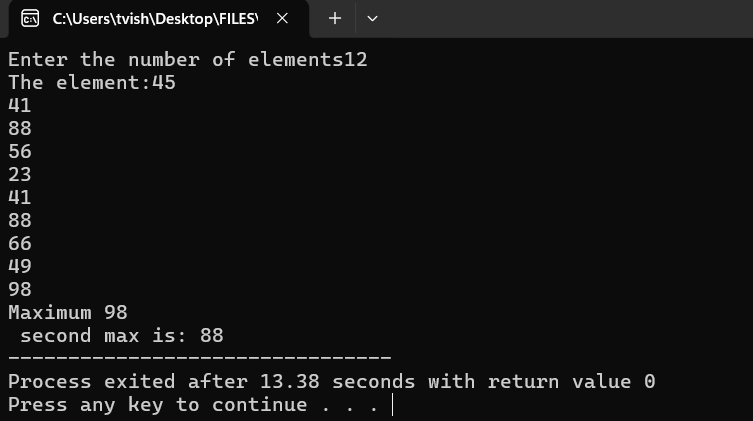 C:\Users\tvish\Desktop\FILES\
Enter the number of elements12
The element:45
41
88
56
23
41
88
66
49
98
Maximum 98
 second max is: 88
--------------------------------
Process exited after 13.38 seconds with return value 0
Press any key to continue . . .